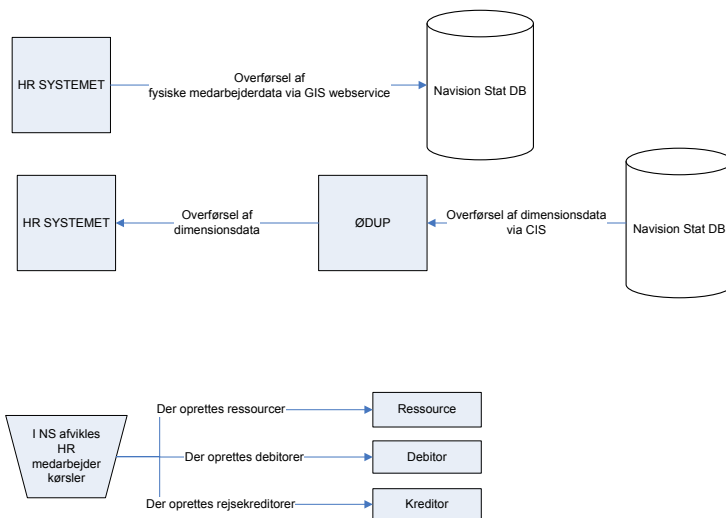 HR SYSTEMET
Overførsel af
fysiske medarbejderdata via GIS webservice
Navision Stat DB
HR SYSTEMET
Overførsel af
dimensionsdata
ØDUP
Overførsel af dimensionsdata
via CIS
Navision Stat DB
I NS afvikles
HR
medarbejder
kørsler
Der oprettes ressourcer
Ressource
Der oprettes debitorer
Debitor
Der oprettes rejsekreditorer
Kreditor